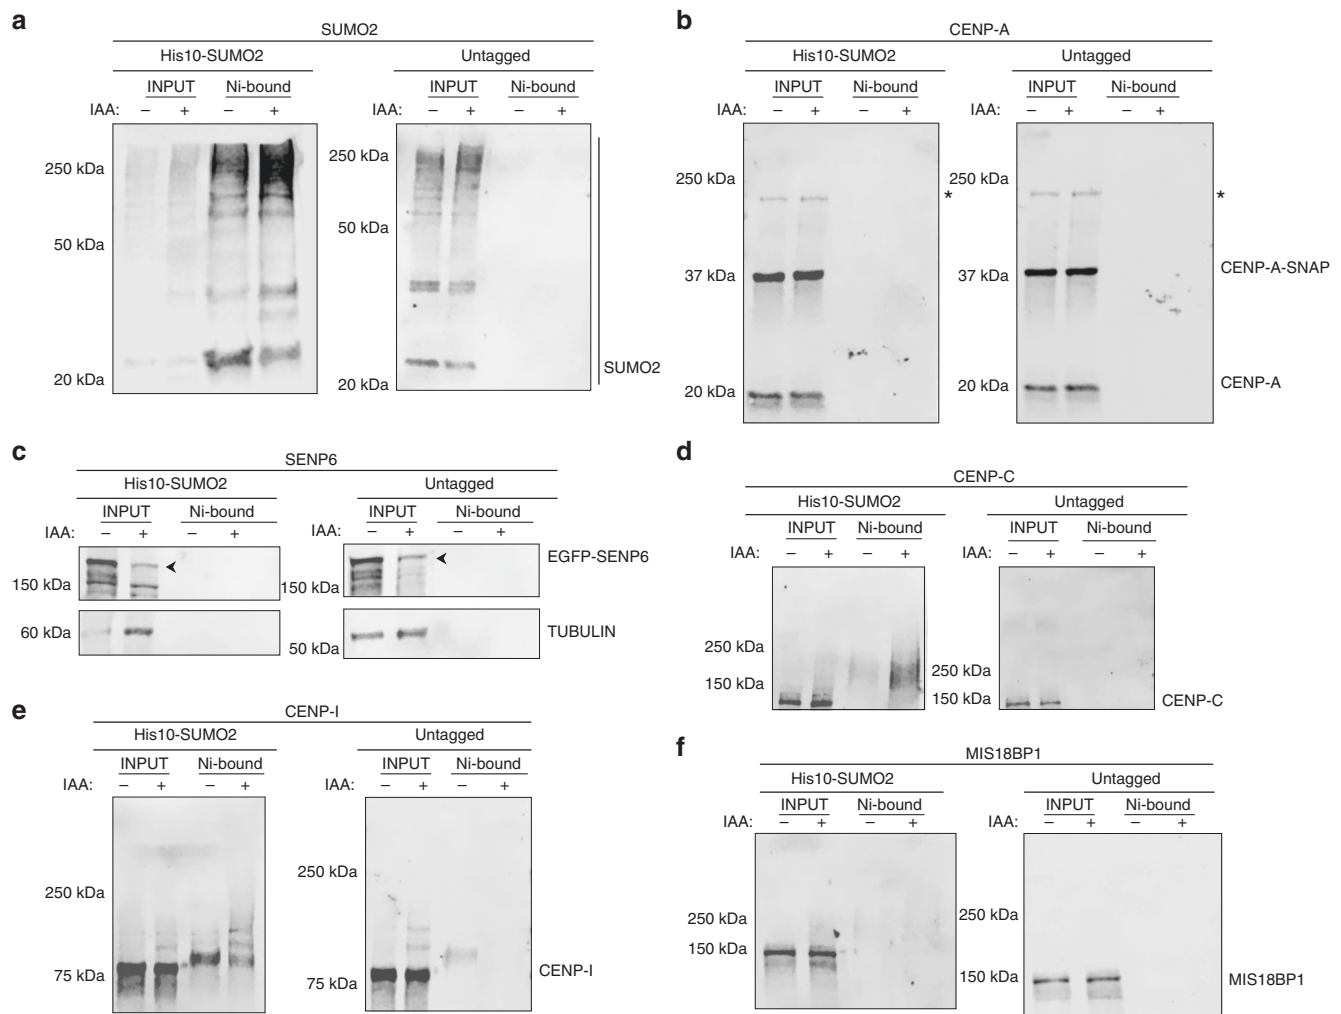 a
SUMO2
His10-SUMO2 Untagged
INPUT Ni-bound INPUT Ni-bound
IAA: – + – + IAA: – + – +
250 kDa 250 kDa
50 kDa 50 kDa
20 kDa 20 kDa
SUMO2
b
CENP-A
His10-SUMO2 Untagged
INPUT Ni-bound INPUT Ni-bound
IAA: – + – + – + – +
250 kDa 250 kDa
* *
37 kDa 37 kDa CENP-A-SNAP
20 kDa 20 kDa CENP-A
c
SENP6
His10-SUMO2 Untagged
INPUT Ni-bound INPUT Ni-bound
IAA: – + – + IAA: – + – +
150 kDa 150 kDa EGFP-SENP6
60 kDa 50 kDa TUBULIN
d
CENP-C
His10-SUMO2 Untagged
INPUT Ni-bound INPUT Ni-bound
IAA: – + – + IAA: – + – +
250 kDa 250 kDa
150 kDa 150 kDa CENP-C
e
CENP-I
His10-SUMO2 Untagged
INPUT Ni-bound INPUT Ni-bound
IAA: – + – + IAA: – + – +
250 kDa 250 kDa
75 kDa 75 kDa CENP-I
f
MIS18BP1
His10-SUMO2 Untagged
INPUT Ni-bound INPUT Ni-bound
IAA: – + – + IAA: – + – +
250 kDa 250 kDa
150 kDa 150 kDa MIS18BP1